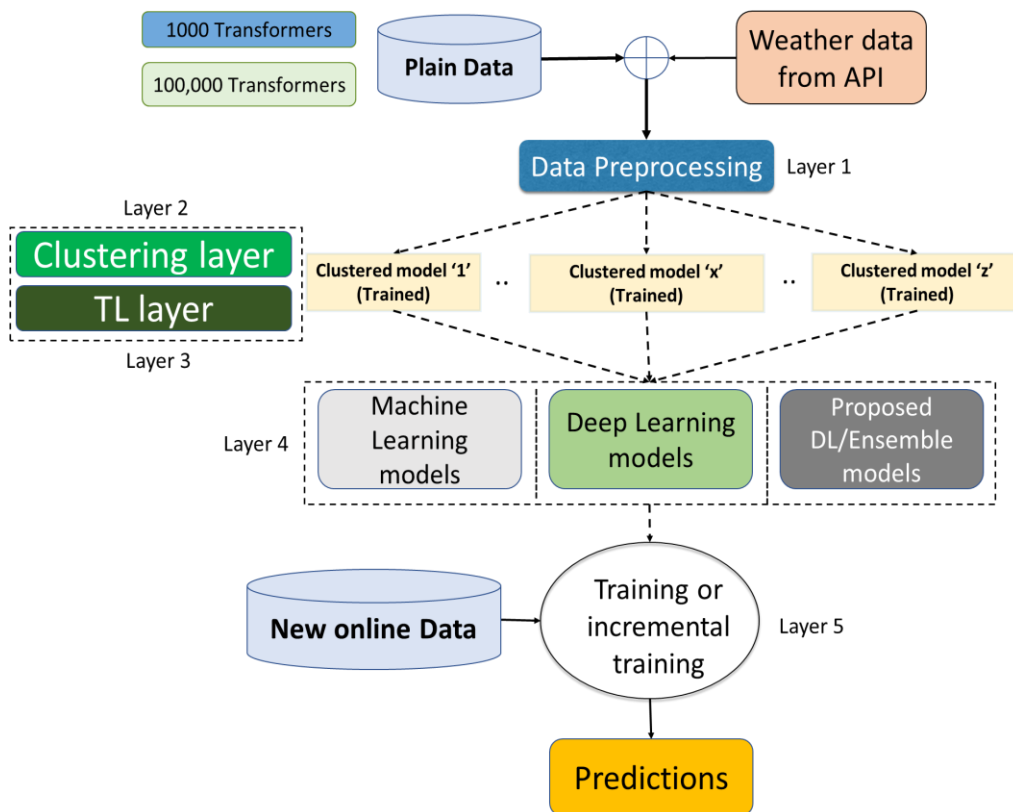 1000 Transformers
100,000 Transformers
Plain Data
Weather data
from API
Data Preprocessing
Layer 1
Layer 2
Clustering layer
TL layer
Layer 3
Clustered model ‘1’
(Trained)
..
Clustered model ‘x’
(Trained)
..
Clustered model ‘z’
(Trained)
Layer 4
Machine
Learning
models
Deep Learning
models
Proposed
DL/Ensemble
models
New online Data
Training or
incremental
training
Layer 5
Predictions